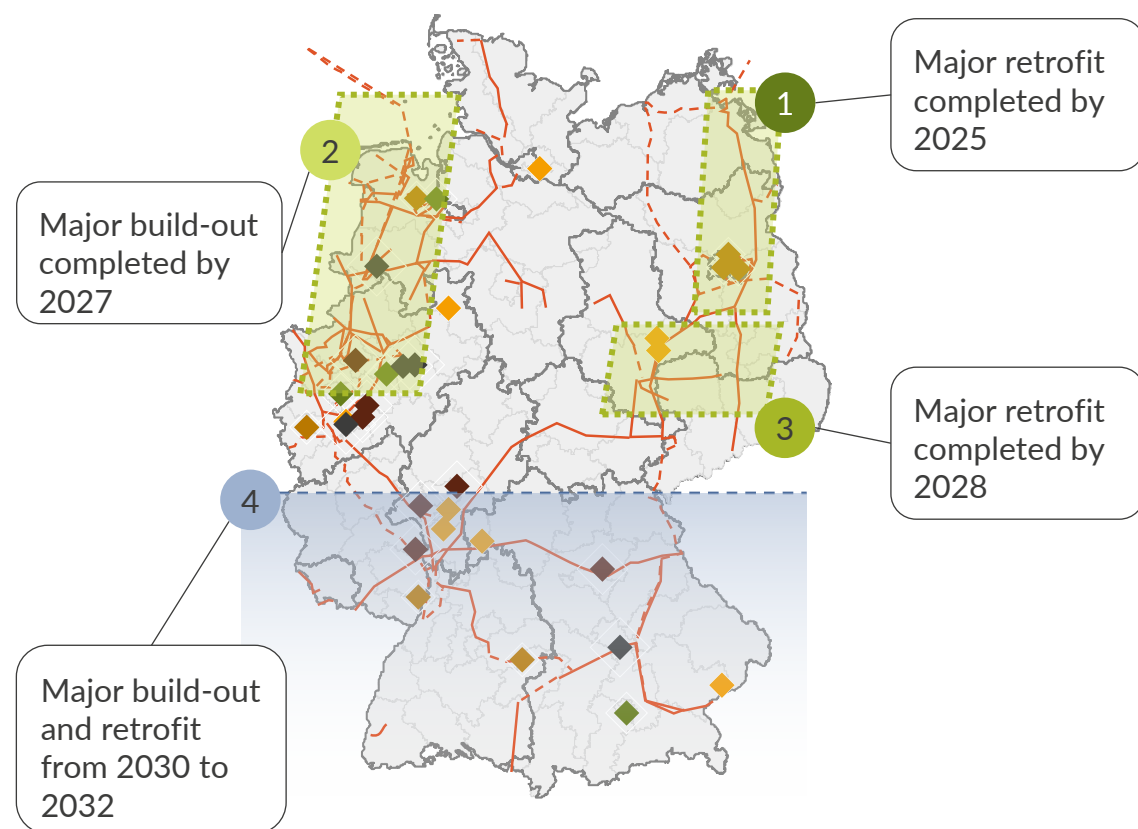 1
Major retrofit
completed by
2025
2
Major build-out
completed by
2027
3
Major retrofit
completed by
2028
4
Major build-out
and retrofit
from 2030 to
2032